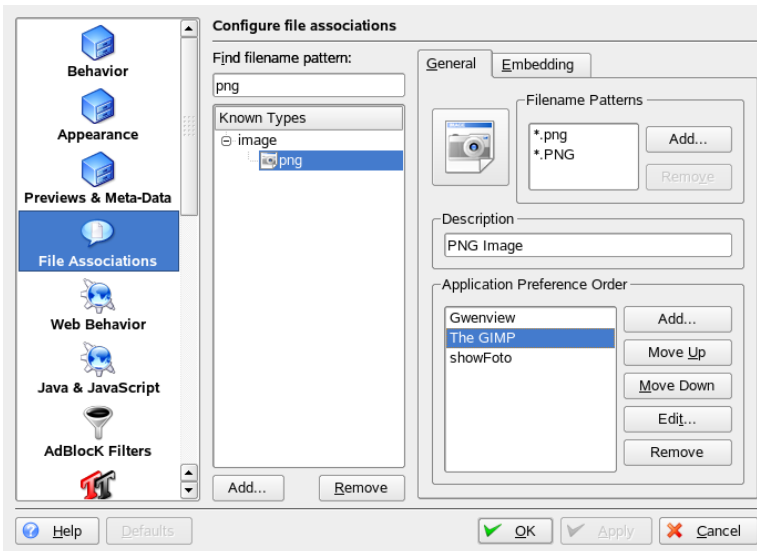 Behavior
Appearance
Previews & Meta-Data
File Associations
Web Behavior
Java & JavaScript
AdBlocK Filters
Configure file associations
Find filename pattern:
png
Known Types
image
png
Add...
Remove
General
Embedding
Filename Patterns
*.png
*.PNG
Add...
Remove
Description
PNG Image
Application Preference Order
Gwenview
The GIMP
showFoto
Add...
Move Up
Move Down
Edit...
Remove
Help
Defaults
OK
Apply
Cancel